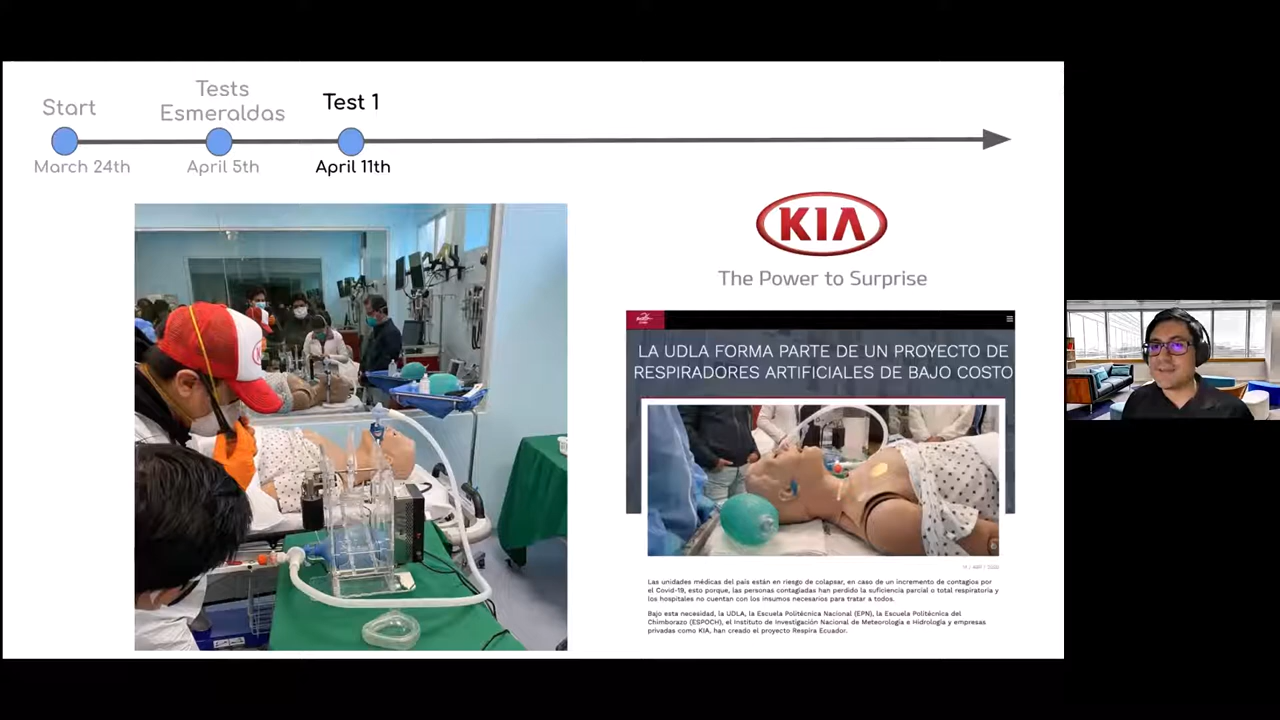 Start
Tests
Esmeraldas
Test 1
March 24th
April 5th
April 11th
KIA
The Power to Surprise
LA UDLA FORMA PARTE DE UN PROYECTO DE
RESPIRADORES ARTIFICIALES DE BAJO COSTO
Las unidades médicas del país están en riesgo de colapsar, en caso de un incremento de contagios por
el Covid-19, esto porque, las personas contagiadas han perdido la suficiencia parcial o total respiratoria y
los hospitales no cuentan con los insumos necesarios para tratar a todos.
Bajo esta necesidad, la UDLA, la Escuela Politécnica Nacional (EPN), la Escuela Politécnica del
Chimborazo (ESPOCH), el Instituto de Investigación Nacional de Meteorología e Hidrología y empresas
privadas como KIA, han creado el proyecto Respira Ecuador.